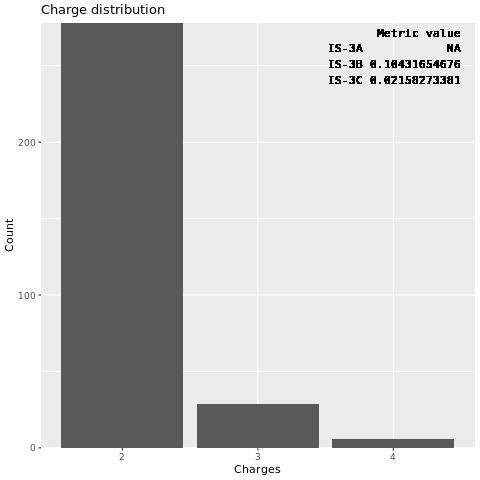 Charge distribution
Metric value
IS-3A NA
IS-3B 0.10431654676
IS-3C 0.02158273381
200
100
0
Count
2 3 4
Charges